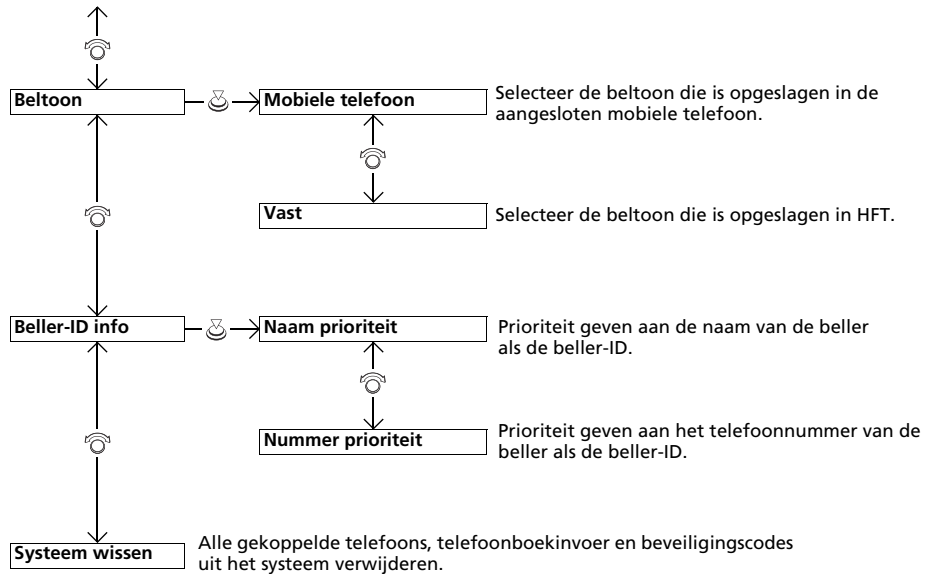 Beltoon
Mobiele telefoon
Selecteer de beltoon die is opgeslagen in de
aangesloten mobiele telefoon.
Vast
Selecteer de beltoon die is opgeslagen in HFT.
Beller-ID info
Naam prioriteit
Prioriteit geven aan de naam van de beller
als de beller-ID.
Nummer prioriteit
Prioriteit geven aan het telefoonnummer van de
beller als de beller-ID.
Systeem wissen
Alle gekoppelde telefoons, telefoonboekinvoer en beveiligingscodes
uit het systeem verwijderen.